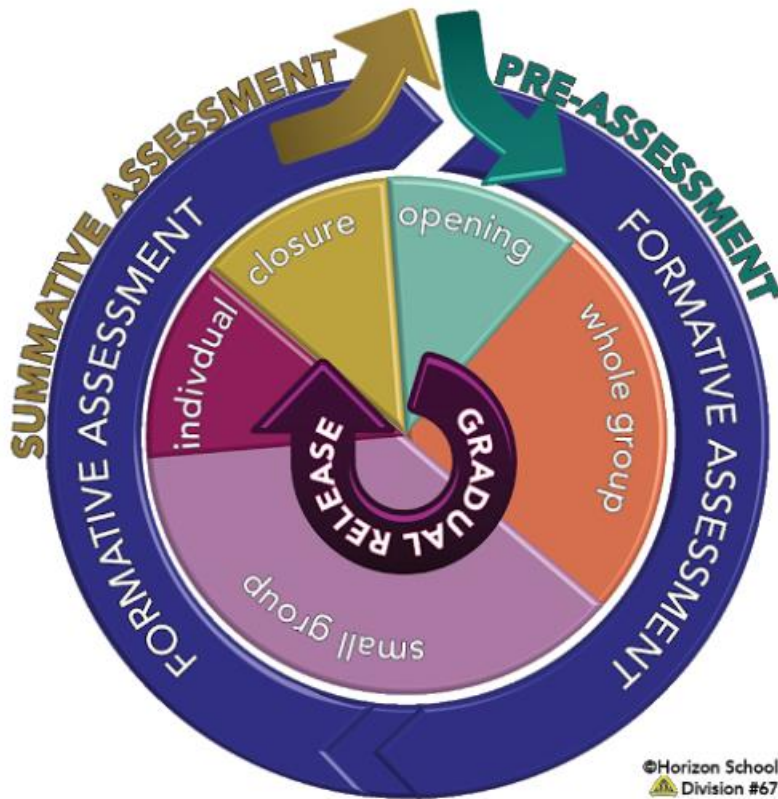 SUMMATIVE ASSESSMENT
PRE-ASSESSMENT
FORMATIVE ASSESSMENT
FORMATIVE ASSESSMENT
opening
whole group
small group
indivdual
closure
GRADUAL RELEASE
©Horizon School
Division #67